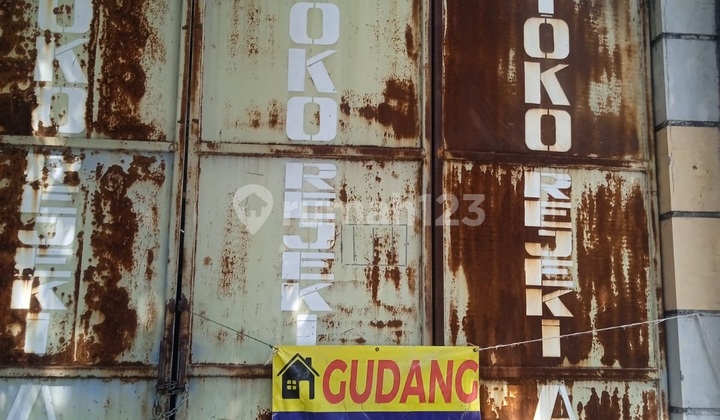 TOKO
REJEKI
A
TOKO
REJEKI
TOKO
REJEKI
A
rumah123
GUDANG